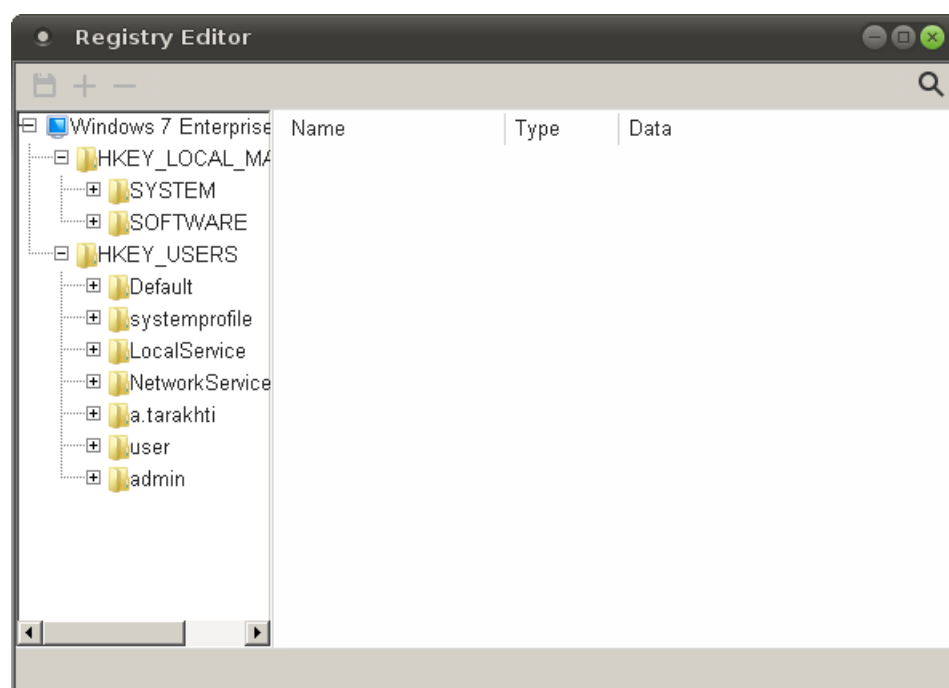 Registry Editor
Windows 7 Enterprise
Name Type Data
HKEY_LOCAL_MA
SYSTEM
SOFTWARE
HKEY_USERS
Default
systemprofile
LocalService
NetworkService
a.tarakhti
user
admin